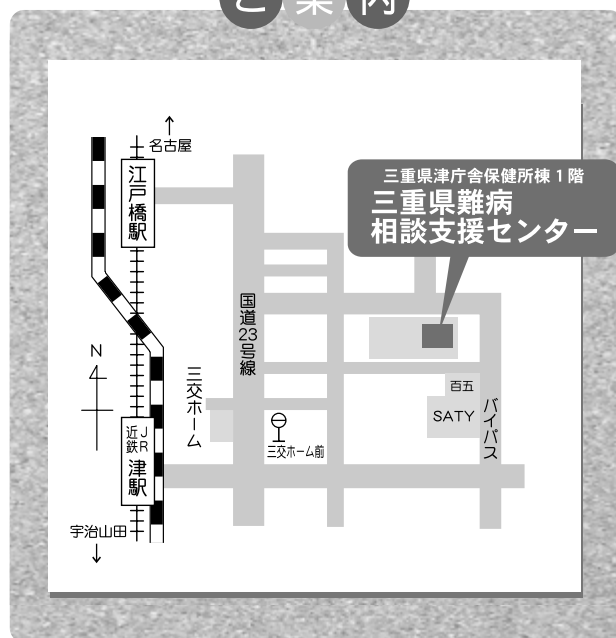 ご案内
↑
名古屋
江戸橋駅
三重県津庁舎保健所棟1階
三重県難病
相談支援センター
国道23号線
N
三交ホーム
百五
SATY
バイパス
三交ホーム前
近鉄
JR
津駅
宇治山田
↓